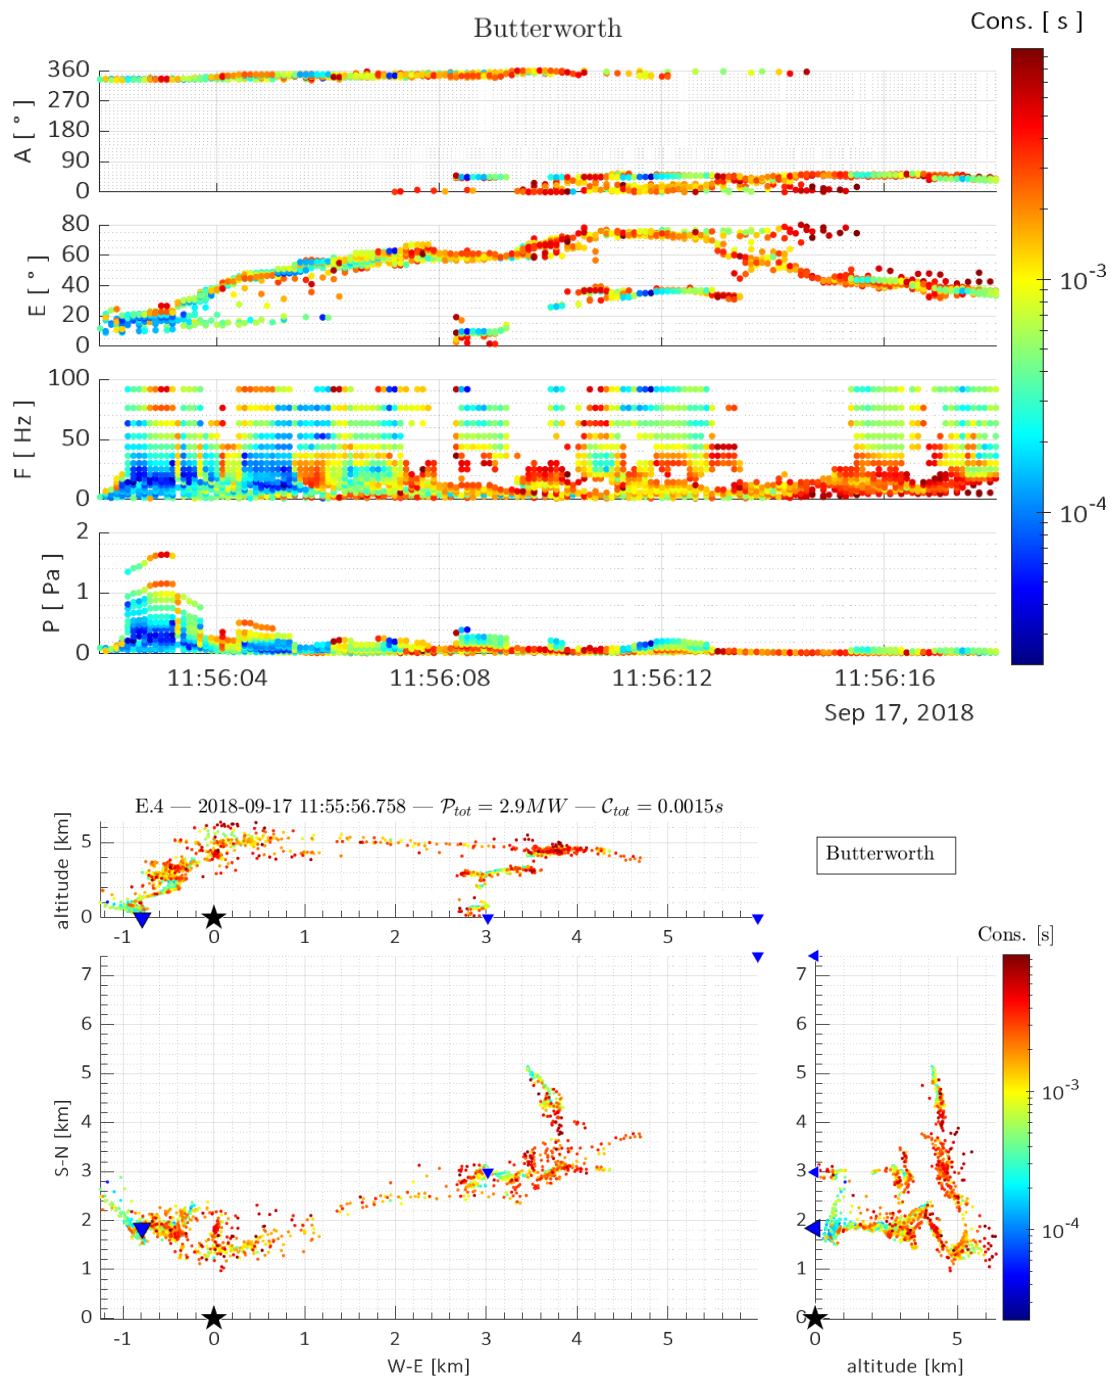 Butterworth
Cons. [ s ]
A [ ° ]
360
270
180
90
0
E [ ° ]
80
60
40
20
0
F [ Hz ]
100
50
0
P [ Pa ]
2
1
0
10-3
10-4
11:56:04 11:56:08 11:56:12 11:56:16
Sep 17, 2018
E.4 — 2018-09-17 11:55:56.758 — Ptot = 2.9MW — Ctot = 0.0015s
altitude [km]
5
0
-1 0 1 2 3 4 5
Butterworth
Cons. [s]
S-N [km]
7
6
5
4
3
2
1
0
-1 0 1 2 3 4 5
W-E [km]
7
6
5
4
3
2
1
0
0 5
altitude [km]
10-3
10-4